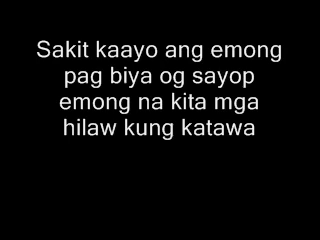 Sakit kaayo ang emong
pag biya og sayop
emong na kita mga
hilaw kung katawa